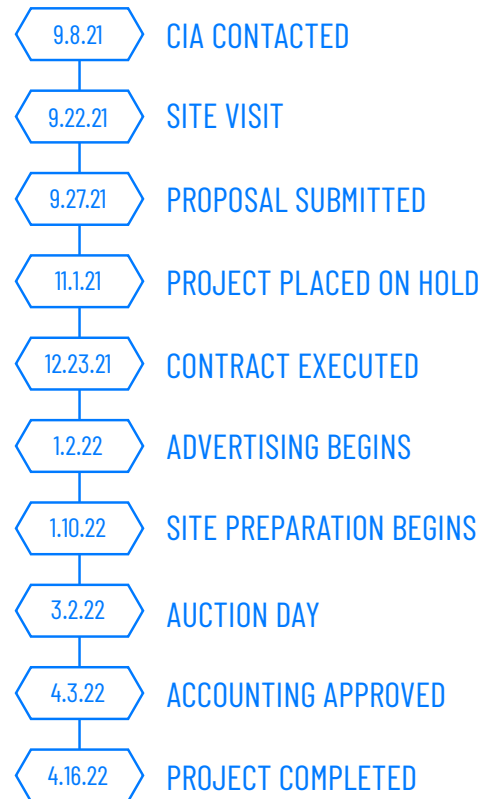 9.8.21 CIA CONTACTED
9.22.21 SITE VISIT
9.27.21 PROPOSAL SUBMITTED
11.1.21 PROJECT PLACED ON HOLD
12.23.21 CONTRACT EXECUTED
1.2.22 ADVERTISING BEGINS
1.10.22 SITE PREPARATION BEGINS
3.2.22 AUCTION DAY
4.3.22 ACCOUNTING APPROVED
4.16.22 PROJECT COMPLETED